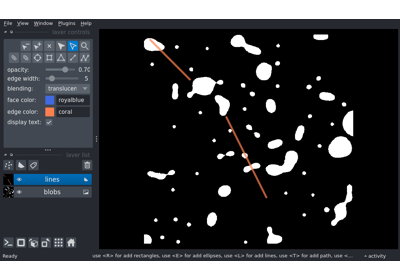 File View Window Plugins Help
layer controls
opacity: 0.70
edge width: 5
blending: translucen
face color: royalblue
edge color: coral
display text:
layer list
lines
blobs
Ready
use <R> for add rectangles, use <E> for add ellipses, use <L> for add lines, use <T> for add path, use <...
activity